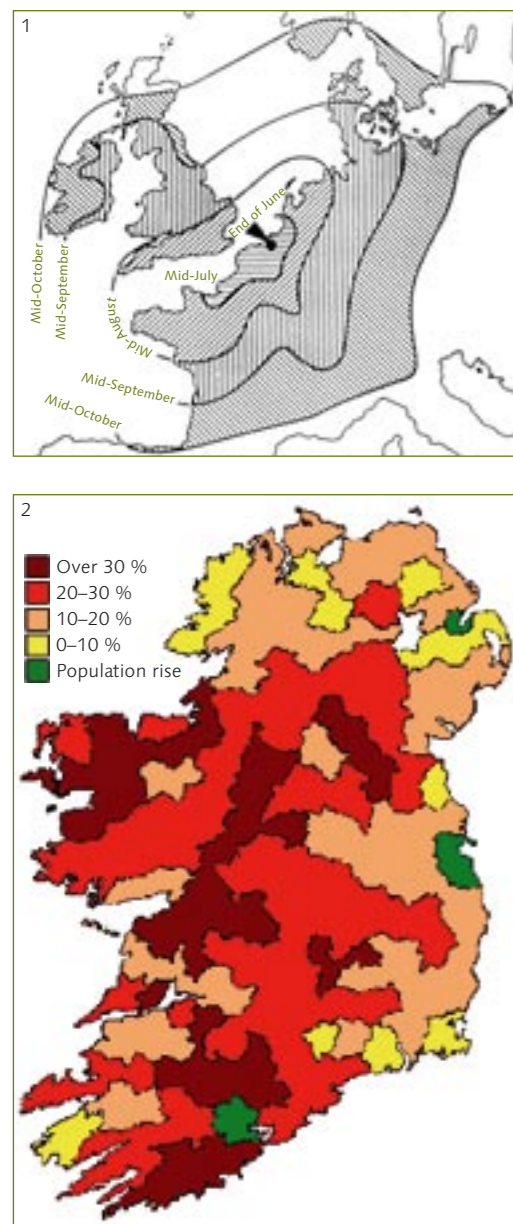 1
End of June
Mid-July
Mid-October
Mid-September
Mid-August
Mid-September
Mid-October
2
Over 30 %
20–30 %
10–20 %
0–10 %
Population rise